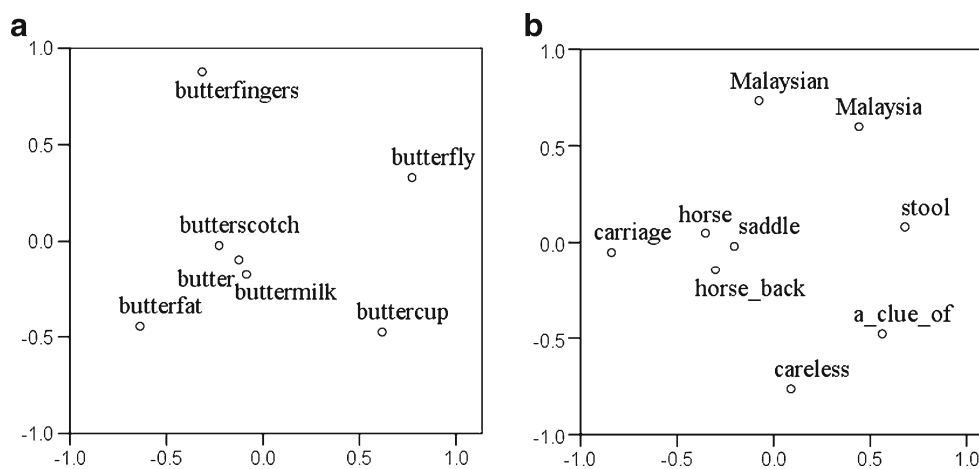 a
1.0
butterfingers
0.5
butterfly
butterscotch
0.0
butter
buttermilk
butterfat
buttercup
-0.5
-1.0
-1.0 -0.5 0.0 0.5 1.0
b
1.0
Malaysian
Malaysia
0.5
stool
horse
saddle
carriage
0.0
horse_back
a_clue_of
-0.5
careless
-1.0
-1.0 -0.5 0.0 0.5 1.0